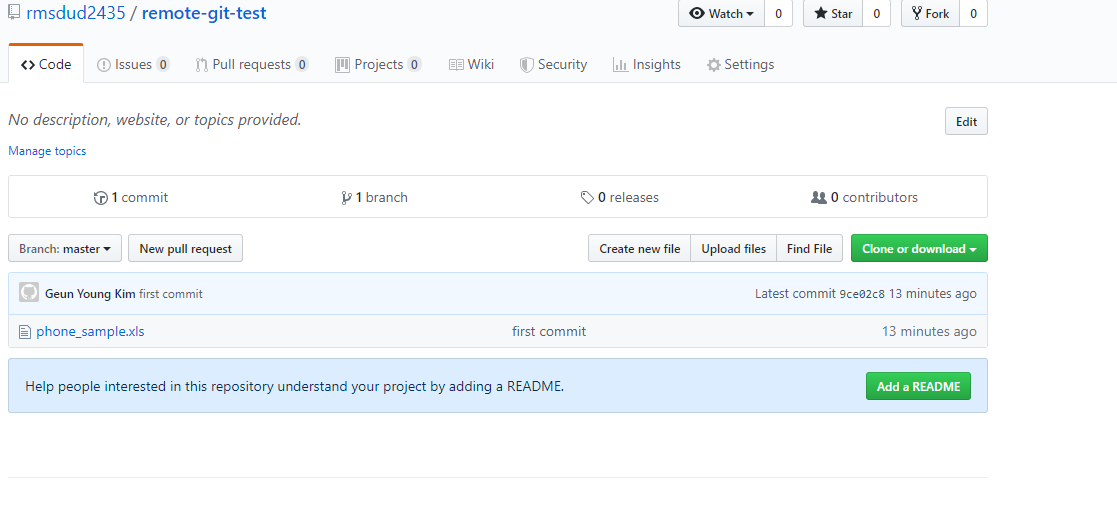 rmsdud2435 / remote-git-test Watch 0 Star 0 Fork 0
Code Issues 0 Pull requests 0 Projects 0 Wiki Security Insights Settings
No description, website, or topics provided. Edit
Manage topics
1 commit 1 branch 0 releases 0 contributors
Branch: master New pull request Create new file Upload files Find File Clone or download
Geun Young Kim first commit Latest commit 9ce02c8 13 minutes ago
phone_sample.xls first commit 13 minutes ago
Help people interested in this repository understand your project by adding a README. Add a README